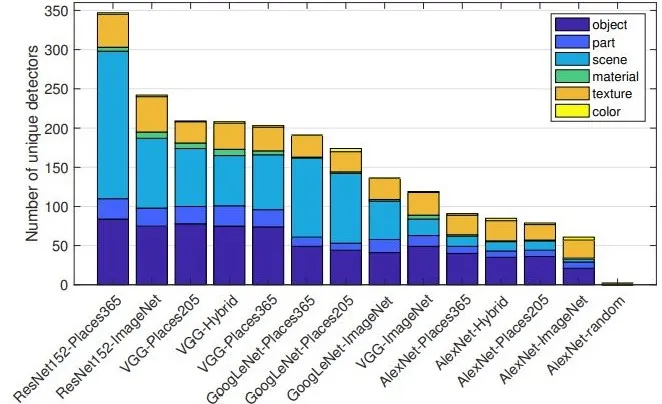 Number of unique detectors
350
300
250
200
150
100
50
0
object
part
scene
material
texture
color
ResNet152-Places365
ResNet152-ImageNet
VGG-Places205
VGG-Hybrid
VGG-Places365
GoogLeNet-Places365
GoogLeNet-Places205
GoogLeNet-ImageNet
VGG-ImageNet
AlexNet-Places365
AlexNet-Hybrid
AlexNet-Places205
AlexNet-ImageNet
AlexNet-random